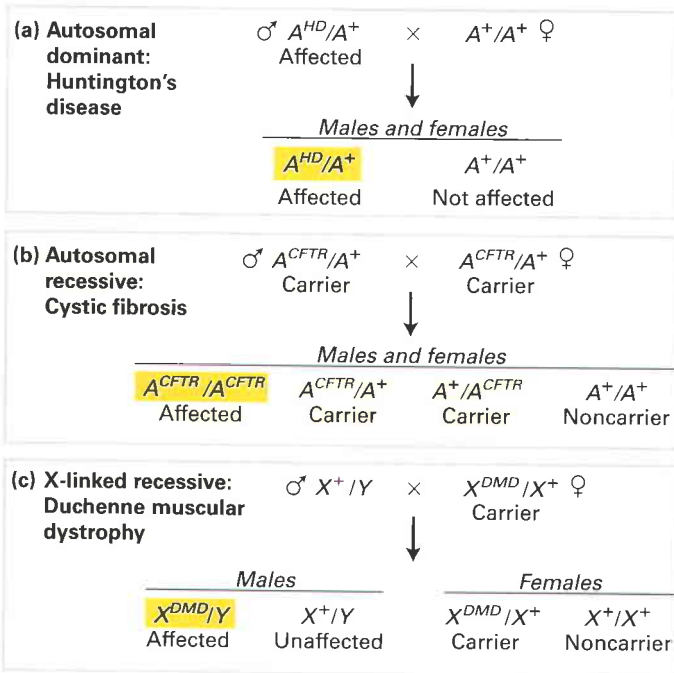 (a) Autosomal dominant: Huntington's disease
♂ A^HD/A^+ × A^+/A^+ ♀
Affected
Males and females
A^HD/A^+ A^+/A^+
Affected Not affected
(b) Autosomal recessive: Cystic fibrosis
♂ A^CFTR/A^+ × A^CFTR/A^+ ♀
Carrier Carrier
Males and females
A^CFTR/A^CFTR A^CFTR/A^+ A^+/A^CFTR A^+/A^+
Affected Carrier Carrier Noncarrier
(c) X-linked recessive: Duchenne muscular dystrophy
♂ X^+/Y × X^DMD/X^+ ♀
Carrier
Males Females
X^DMD/Y X^+/Y X^DMD/X^+ X^+/X^+
Affected Unaffected Carrier Noncarrier